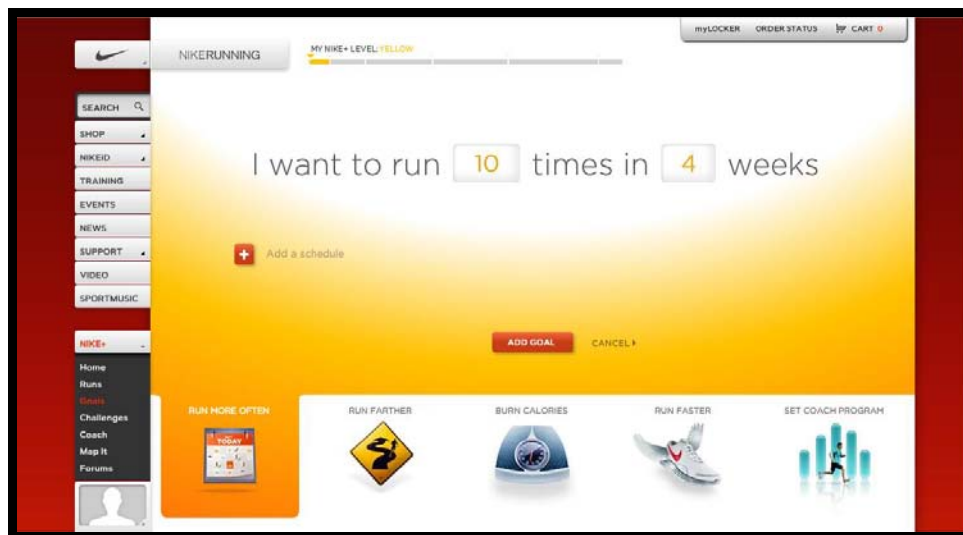 myLOCKER ORDER STATUS CART 0
NIKERUNNING
MY NIKE+ LEVEL: YELLOW
SEARCH
SHOP
NIKEID
TRAINING
EVENTS
NEWS
SUPPORT
VIDEO
SPORTMUSIC
NIKE+
Home
Runs
Goals
Challenges
Coach
Map It
Forums
I want to run 10 times in 4 weeks
+ Add a schedule
ADD GOAL CANCEL
RUN MORE OFTEN
TODAY
RUN FARTHER
BURN CALORIES
RUN FASTER
SET COACH PROGRAM